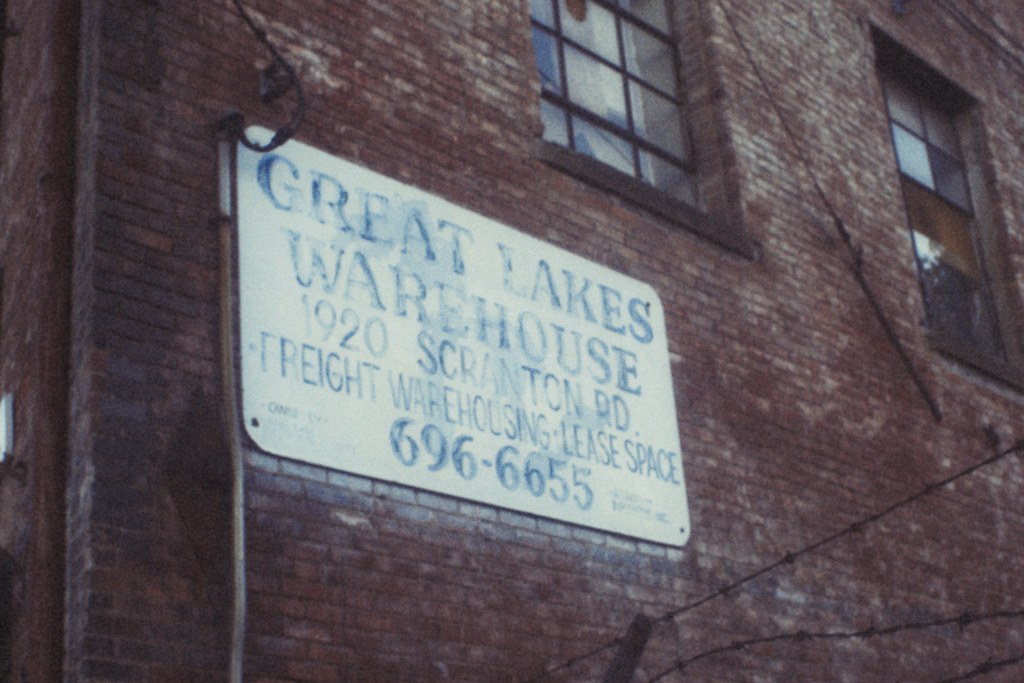 GREAT LAKES
WAREHOUSE
1920 SCRANTON RD.
FREIGHT WAREHOUSING·LEASE SPACE
696-6655